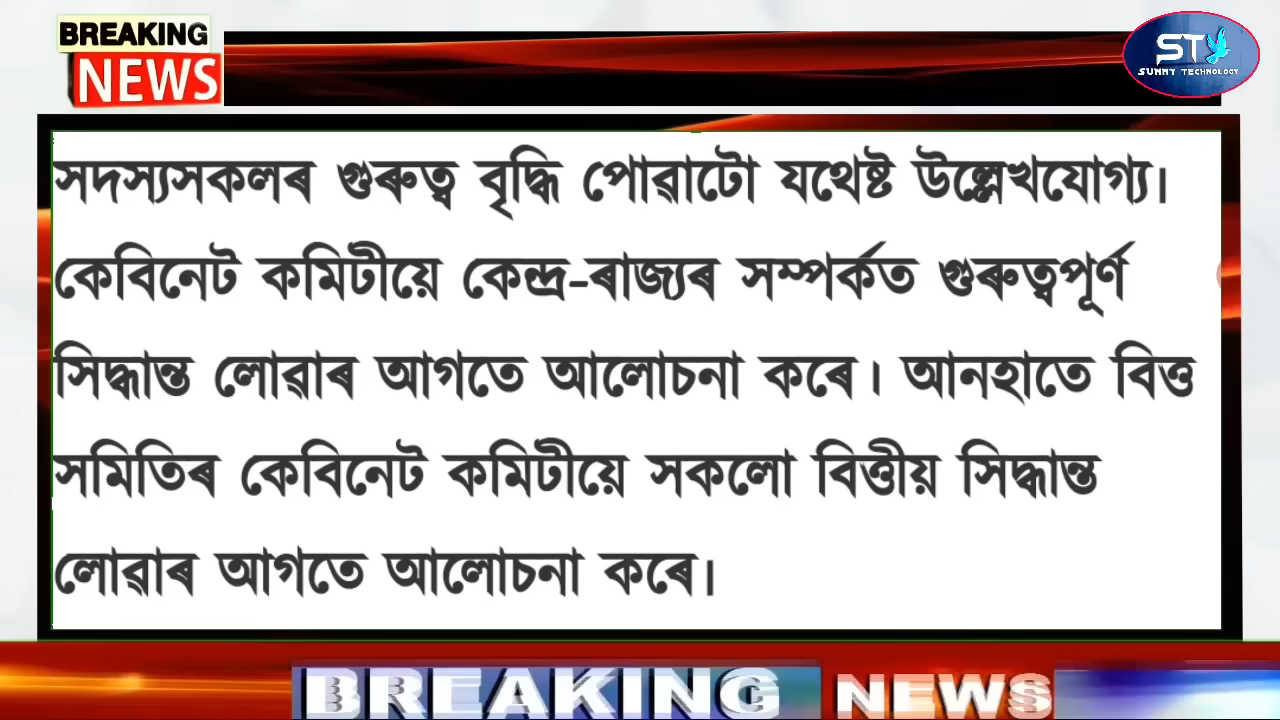 BREAKING
NEWS
ST
SUNNY TECHNOLOGY
সদস্যসকলৰ গুৰুত্ব বৃদ্ধি পোৱাটো যথেষ্ট উল্লেখযোগ্য।
কেবিনেট কমিটীয়ে কেন্দ্ৰ-ৰাজ্যৰ সম্পৰ্কত গুৰুত্বপূৰ্ণ
সিদ্ধান্ত লোৱাৰ আগতে আলোচনা কৰে। আনহাতে বিত্ত
সমিতিৰ কেবিনেট কমিটীয়ে সকলো বিত্তীয় সিদ্ধান্ত
লোৱাৰ আগতে আলোচনা কৰে।
BREAKING NEWS